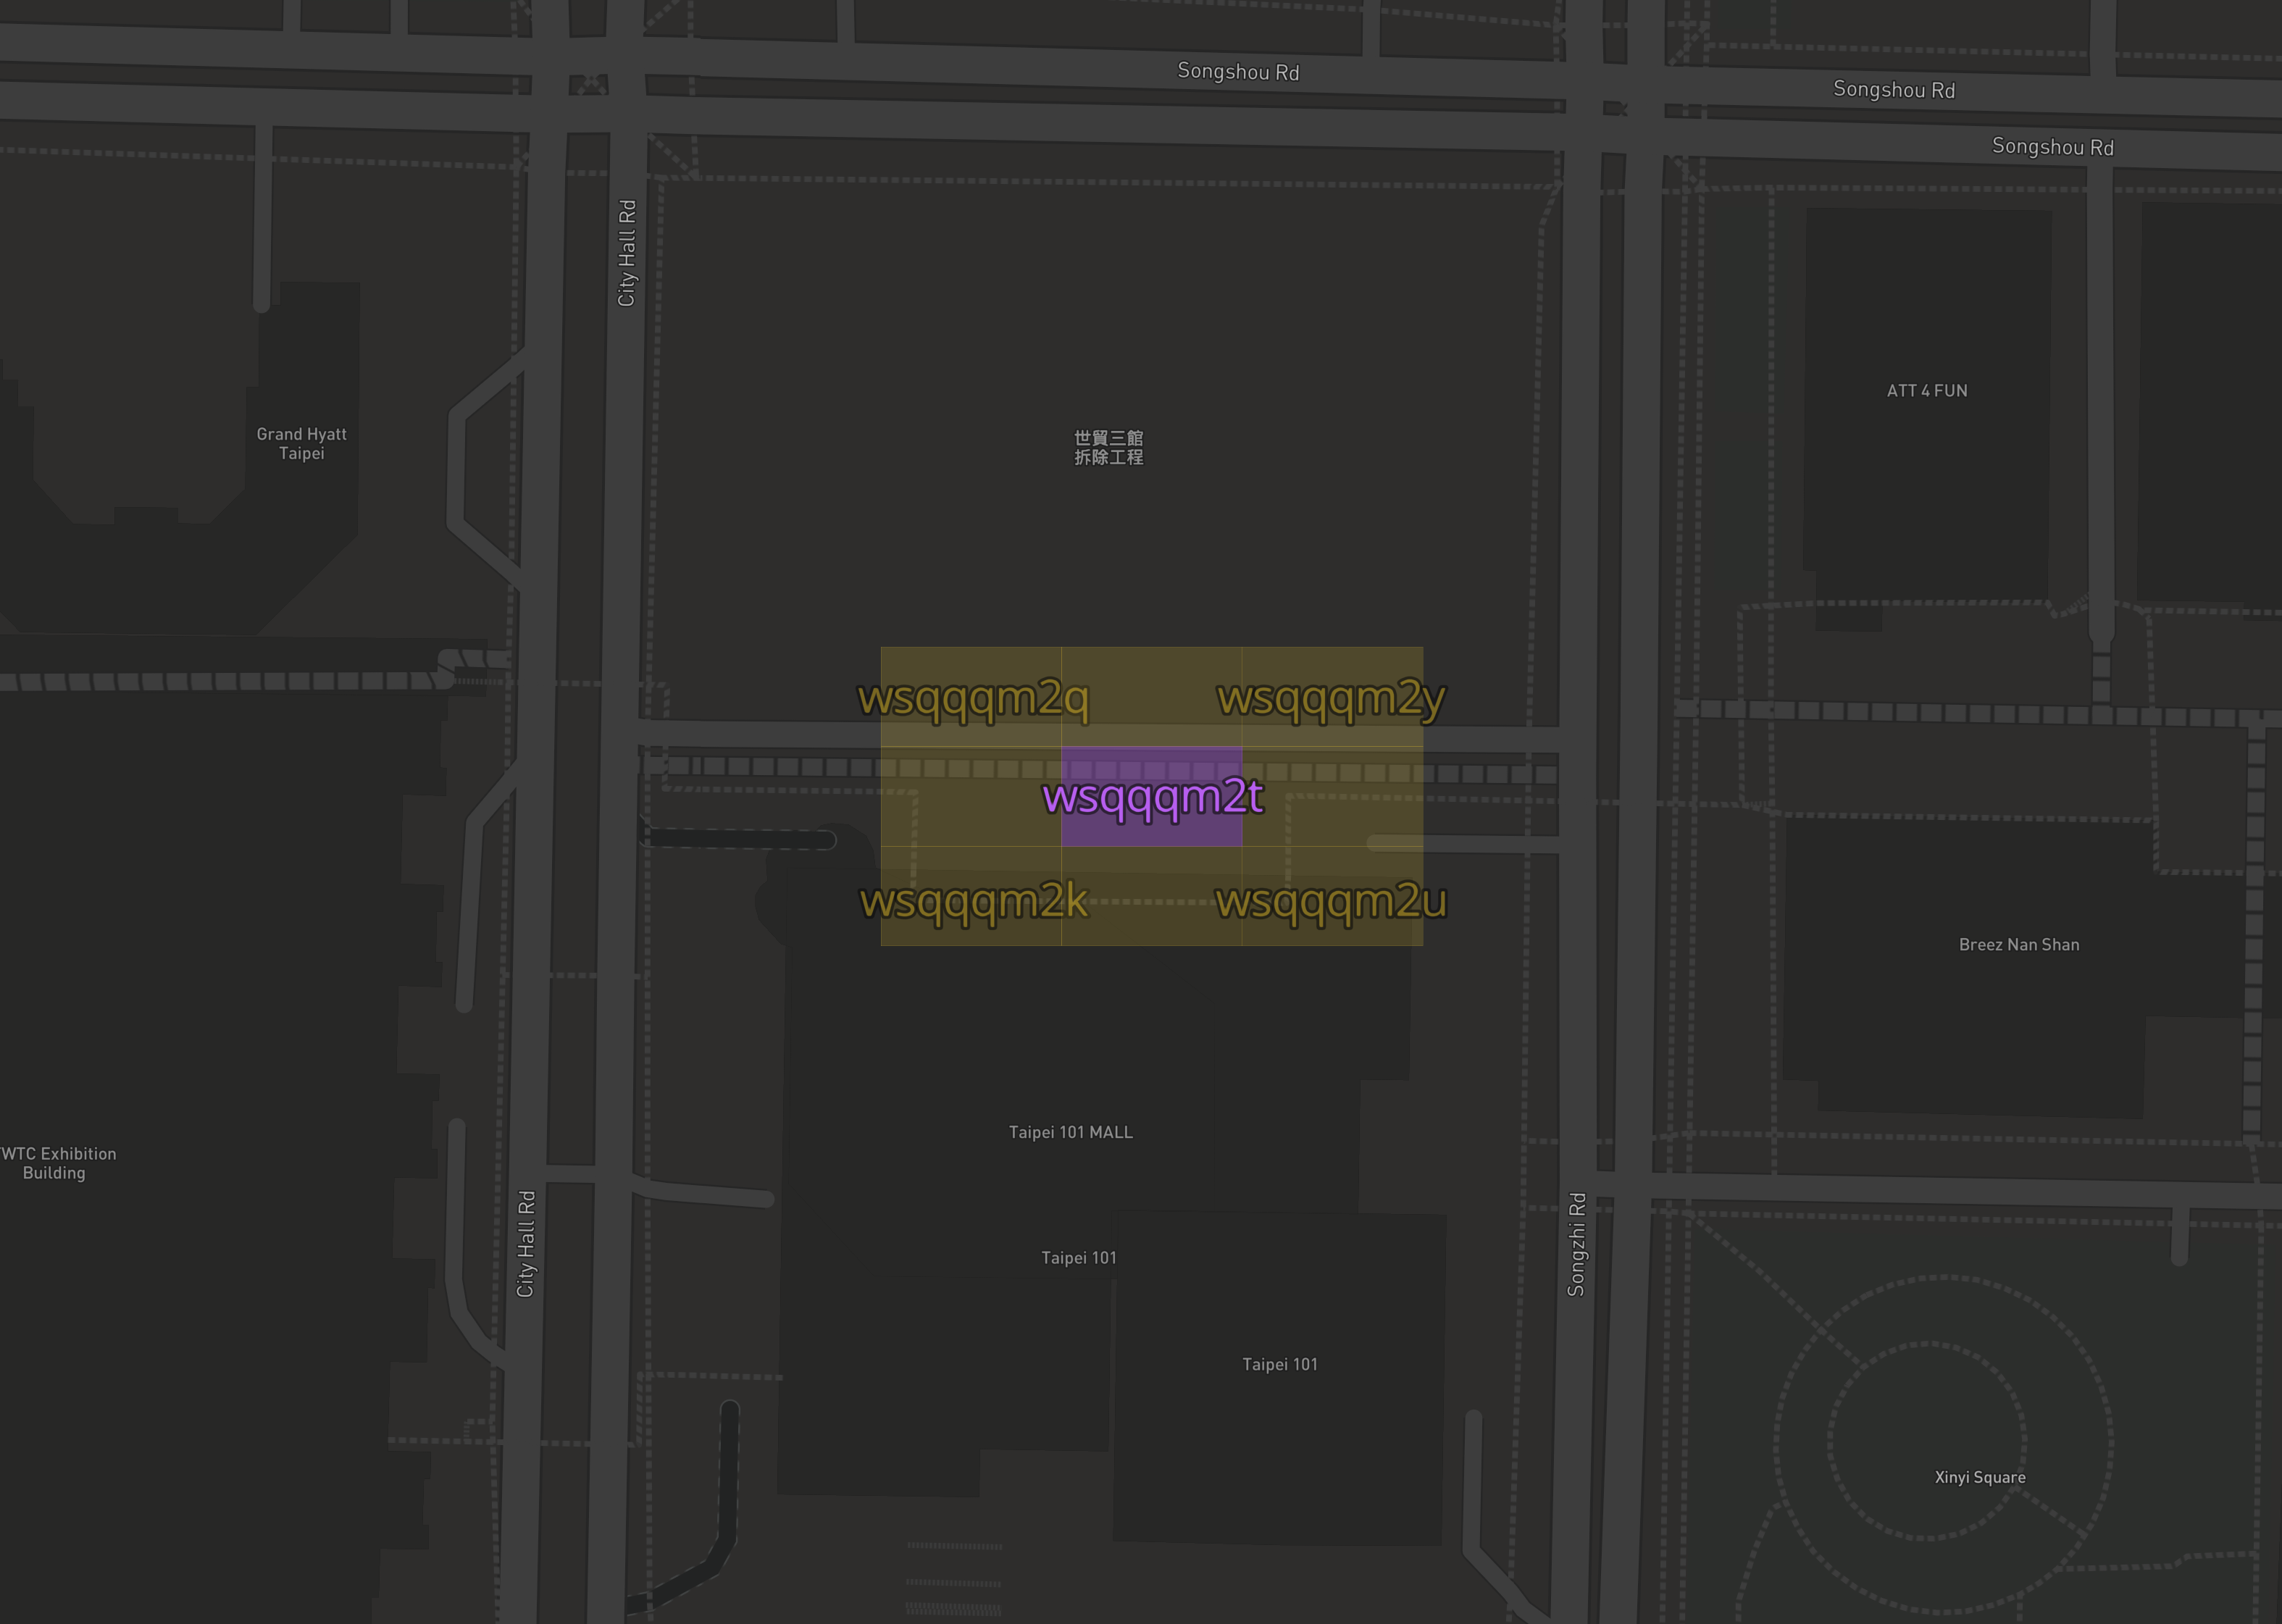 Songshou Rd
Songshou Rd
Songshou Rd
City Hall Rd
ATT 4 FUN
Grand Hyatt
Taipei
世貿三館
拆除工程
wsqqqm2q
wsqqqm2y
wsqqqm2t
wsqqqm2k
wsqqqm2u
Breez Nan Shan
Taipei 101 MALL
WTC Exhibition
Building
City Hall Rd
Songzhi Rd
Taipei 101
Taipei 101
Xinyi Square